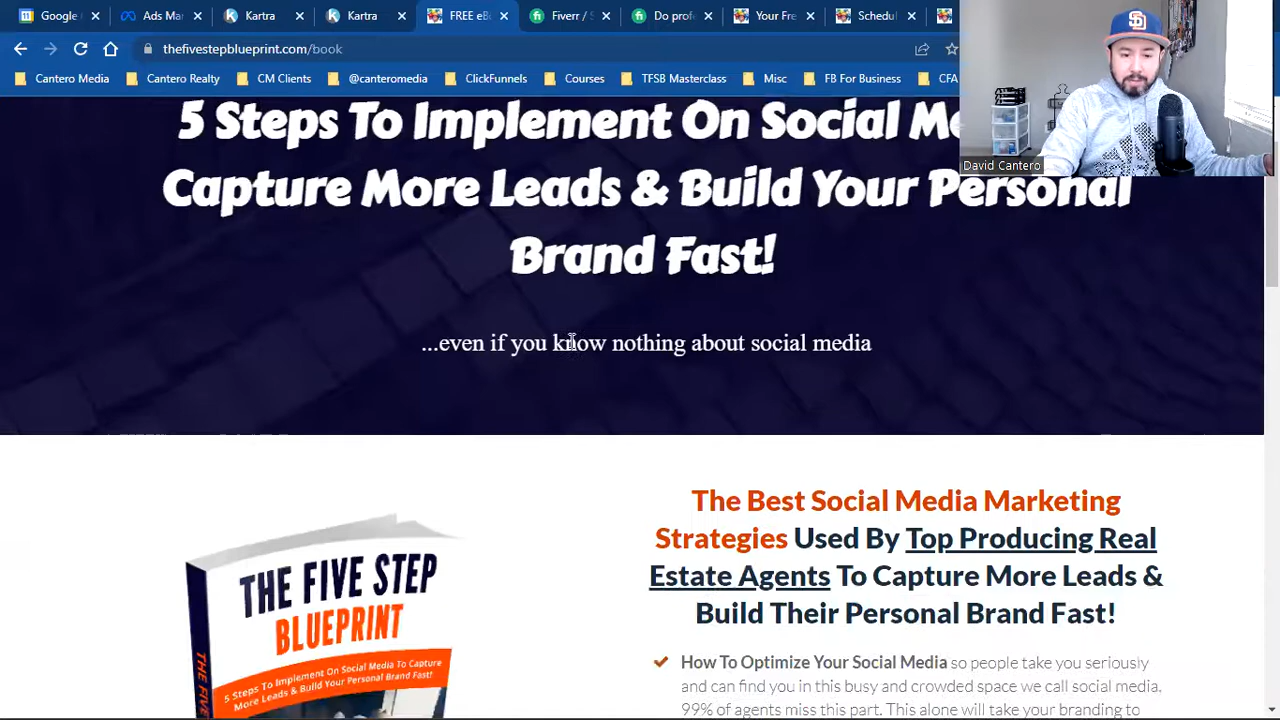 Google
Ads Ma
Kartra
Kartra
FREE eB
Fiverr / S
Do prof
Your Fre
Schedul
thefivestepblueprint.com/book
Cantero Media
Cantero Realty
CM Clients
@canteromedia
ClickFunnels
Courses
TFSB Masterclass
Misc
FB For Business
CFA
SD
David Cantero
5 Steps To Implement On Social Me
Capture More Leads & Build Your Personal
Brand Fast!
...even if you know nothing about social media
THE FIVE STEP
BLUEPRINT
5 Steps To Implement On Social Media To Capture
More Leads & Build Your Personal Brand Fast!
THE FIVE
The Best Social Media Marketing
Strategies Used By Top Producing Real
Estate Agents To Capture More Leads &
Build Their Personal Brand Fast!
How To Optimize Your Social Media so people take you seriously
and can find you in this busy and crowded space we call social media.
99% of agents miss this part. This alone will take your branding to